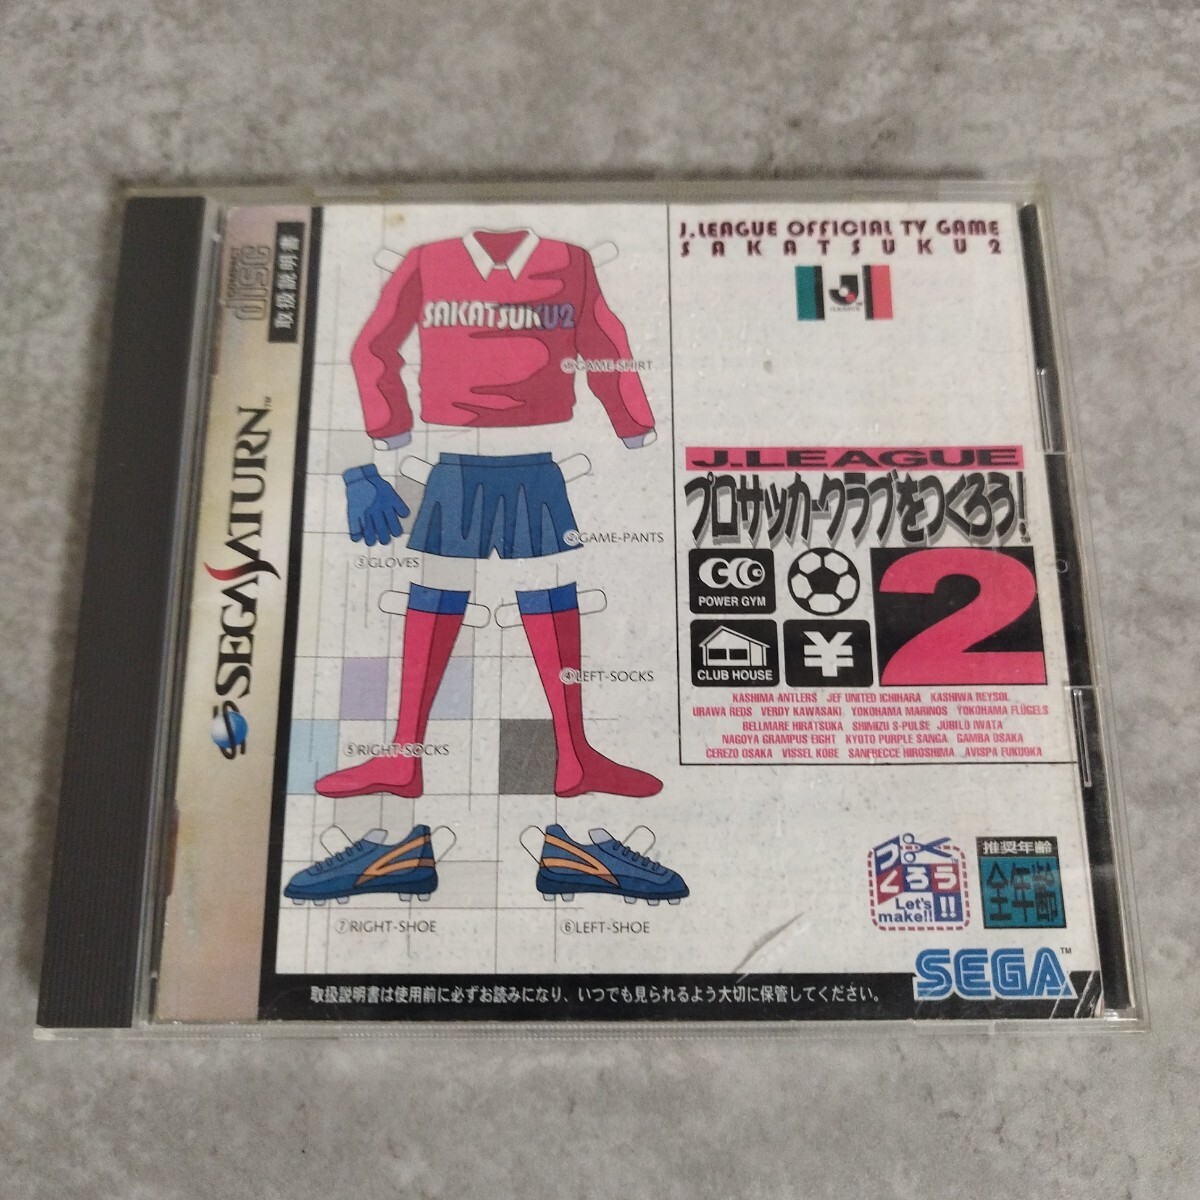 COMPACT
disc
取扱説明書
SEGA SATURN™
J.LEAGUE OFFICIAL TV GAME
SAKATSUKU2
J.LEAGUE
SAKATSUKU2
①GAME-SHIRT
②GAME-PANTS
③GLOVES
④LEFT-SOCKS
⑤RIGHT-SOCKS
⑦RIGHT-SHOE
⑥LEFT-SHOE
J.LEAGUE
プロサッカークラブをつくろう!
2
POWER GYM
CLUB HOUSE
¥
KASHIMA ANTLERS JEF UNITED ICHIHARA KASHIWA REYSOL
URAWA REDS VERDY KAWASAKI YOKOHAMA MARINOS YOKOHAMA FLÜGELS
BELLMARE HIRATSUKA SHIMIZU S-PULSE JUBILO IWATA
NAGOYA GRAMPUS EIGHT KYOTO PURPLE SANGA GAMBA OSAKA
CEREZO OSAKA VISSEL KOBE SANFRECCE HIROSHIMA AVISPA FUKUOKA
つくろう!!
Let's make!!
推奨年齢
全年齢
SEGA™
取扱説明書は使用前に必ずお読みになり、いつでも見られるよう大切に保管してください。